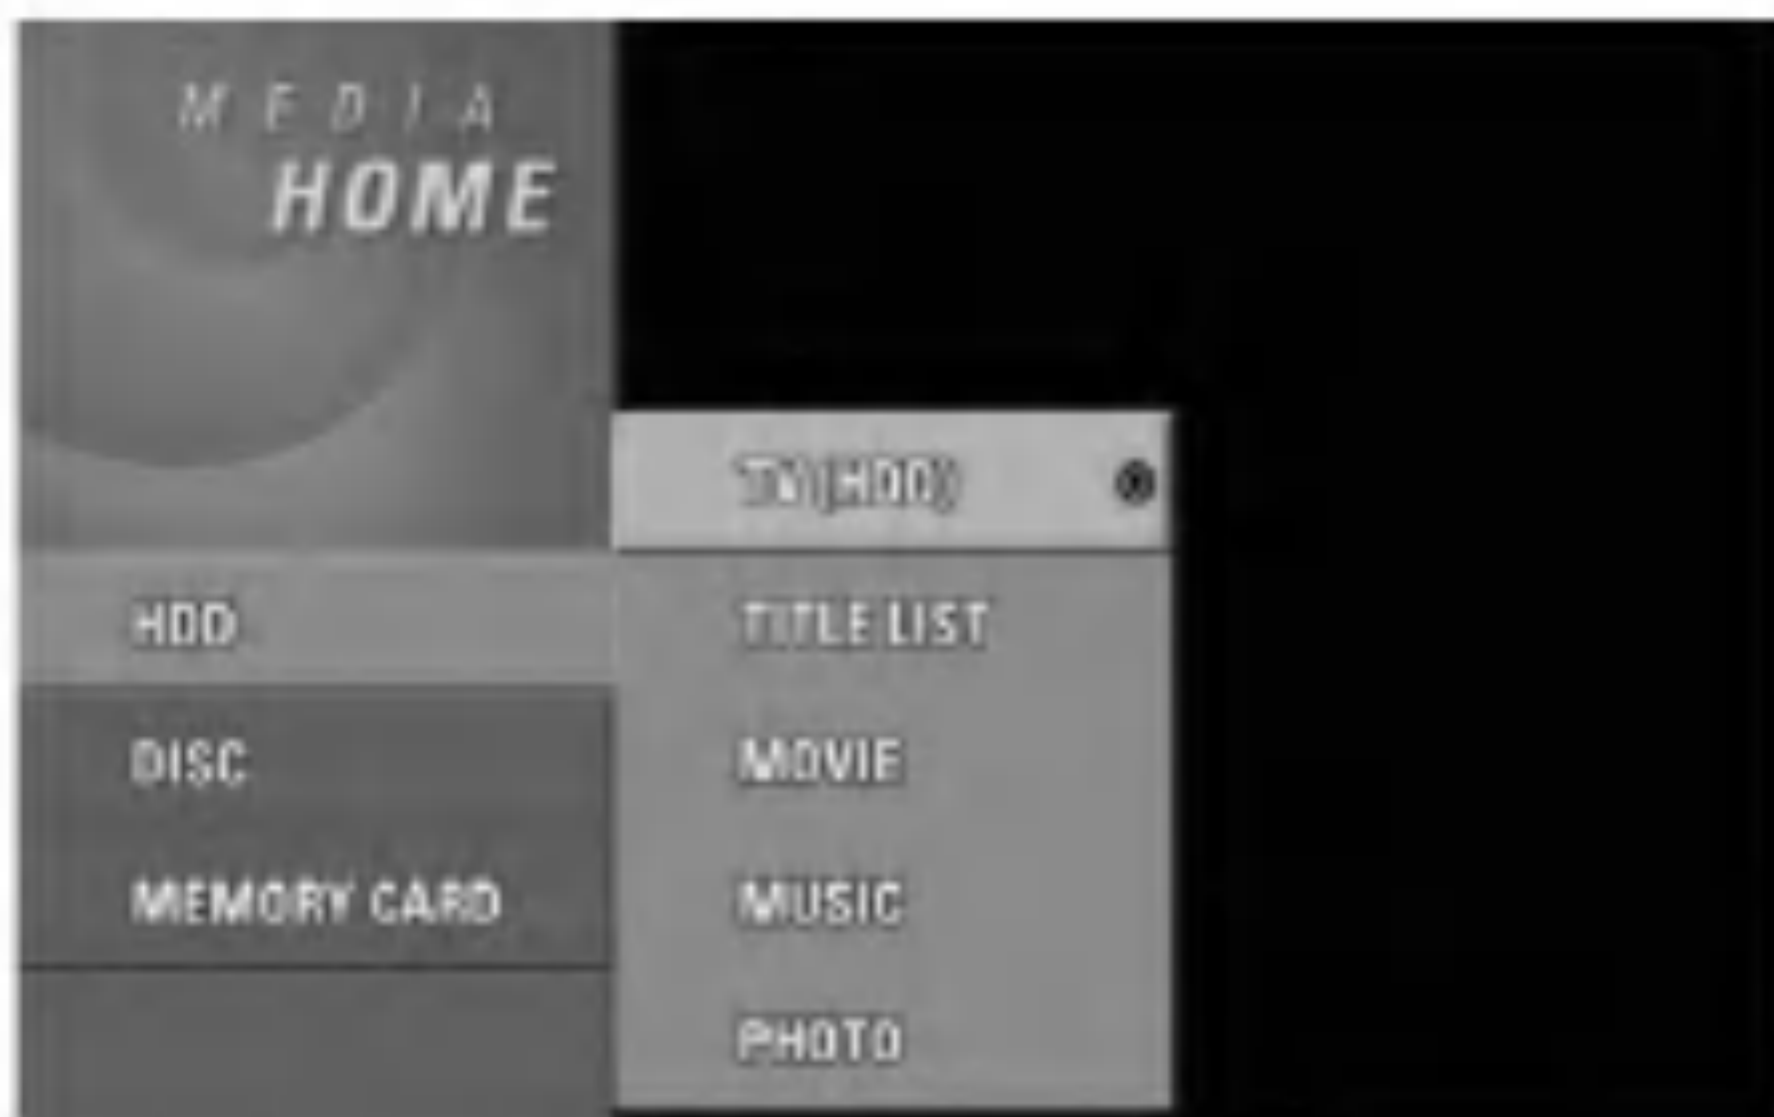 MEDIA
HOME
HDD
DISC
MEMORY CARD
TV (HDD)
TITLE LIST
MOVIE
MUSIC
PHOTO